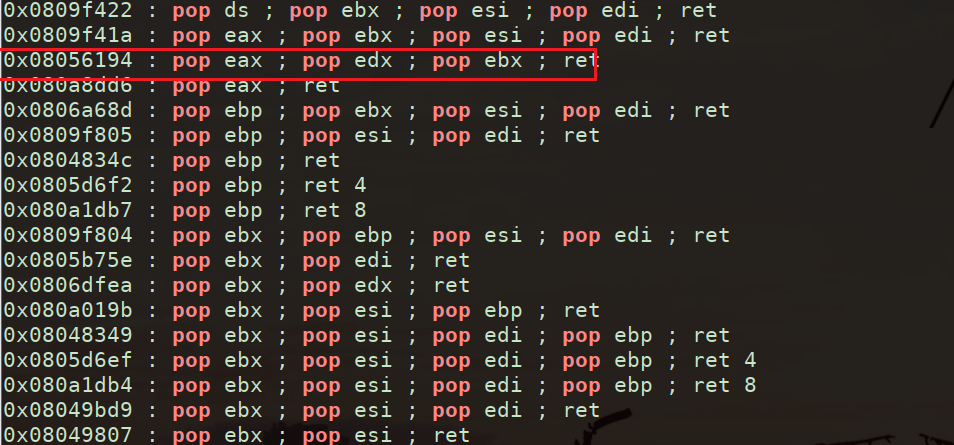 0x0809f422 : pop ds ; pop ebx ; pop esi ; pop edi ; ret
0x0809f41a : pop eax ; pop ebx ; pop esi ; pop edi ; ret
0x08056194 : pop eax ; pop edx ; pop ebx ; ret
0x080a8dd6 : pop eax ; ret
0x0806a68d : pop ebp ; pop ebx ; pop esi ; pop edi ; ret
0x0809f805 : pop ebp ; pop esi ; pop edi ; ret
0x0804834c : pop ebp ; ret
0x0805d6f2 : pop ebp ; ret 4
0x080a1db7 : pop ebp ; ret 8
0x0809f804 : pop ebx ; pop ebp ; pop esi ; pop edi ; ret
0x0805b75e : pop ebx ; pop edi ; ret
0x0806dfea : pop ebx ; pop edx ; ret
0x080a019b : pop ebx ; pop esi ; pop ebp ; ret
0x08048349 : pop ebx ; pop esi ; pop edi ; pop ebp ; ret
0x0805d6ef : pop ebx ; pop esi ; pop edi ; pop ebp ; ret 4
0x080a1db4 : pop ebx ; pop esi ; pop edi ; pop ebp ; ret 8
0x08049bd9 : pop ebx ; pop esi ; pop edi ; ret
0x08049807 : pop ebx ; pop esi ; ret